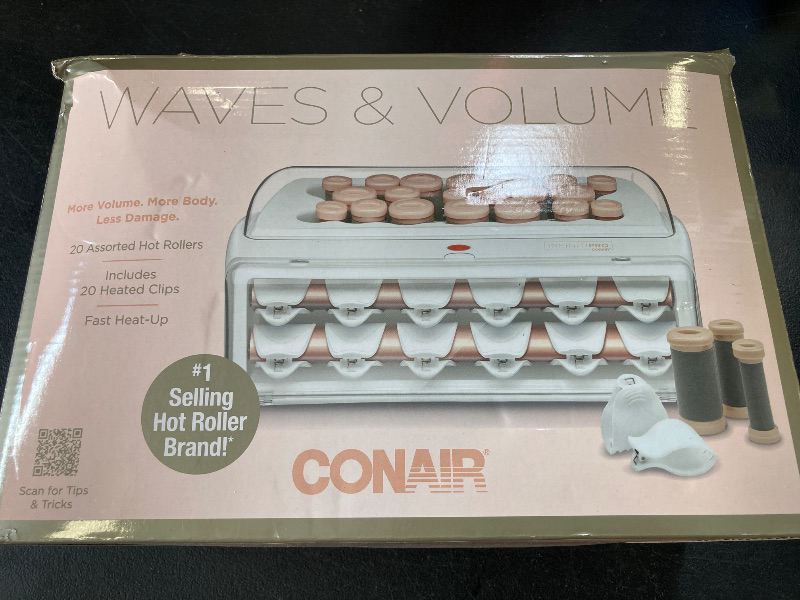 WAVES & VOLUME
More Volume. More Body.
Less Damage.
20 Assorted Hot Rollers
Includes
20 Heated Clips
Fast Heat-Up
#1
Selling
Hot Roller
Brand!*
CONAIR®
Scan for Tips
& Tricks